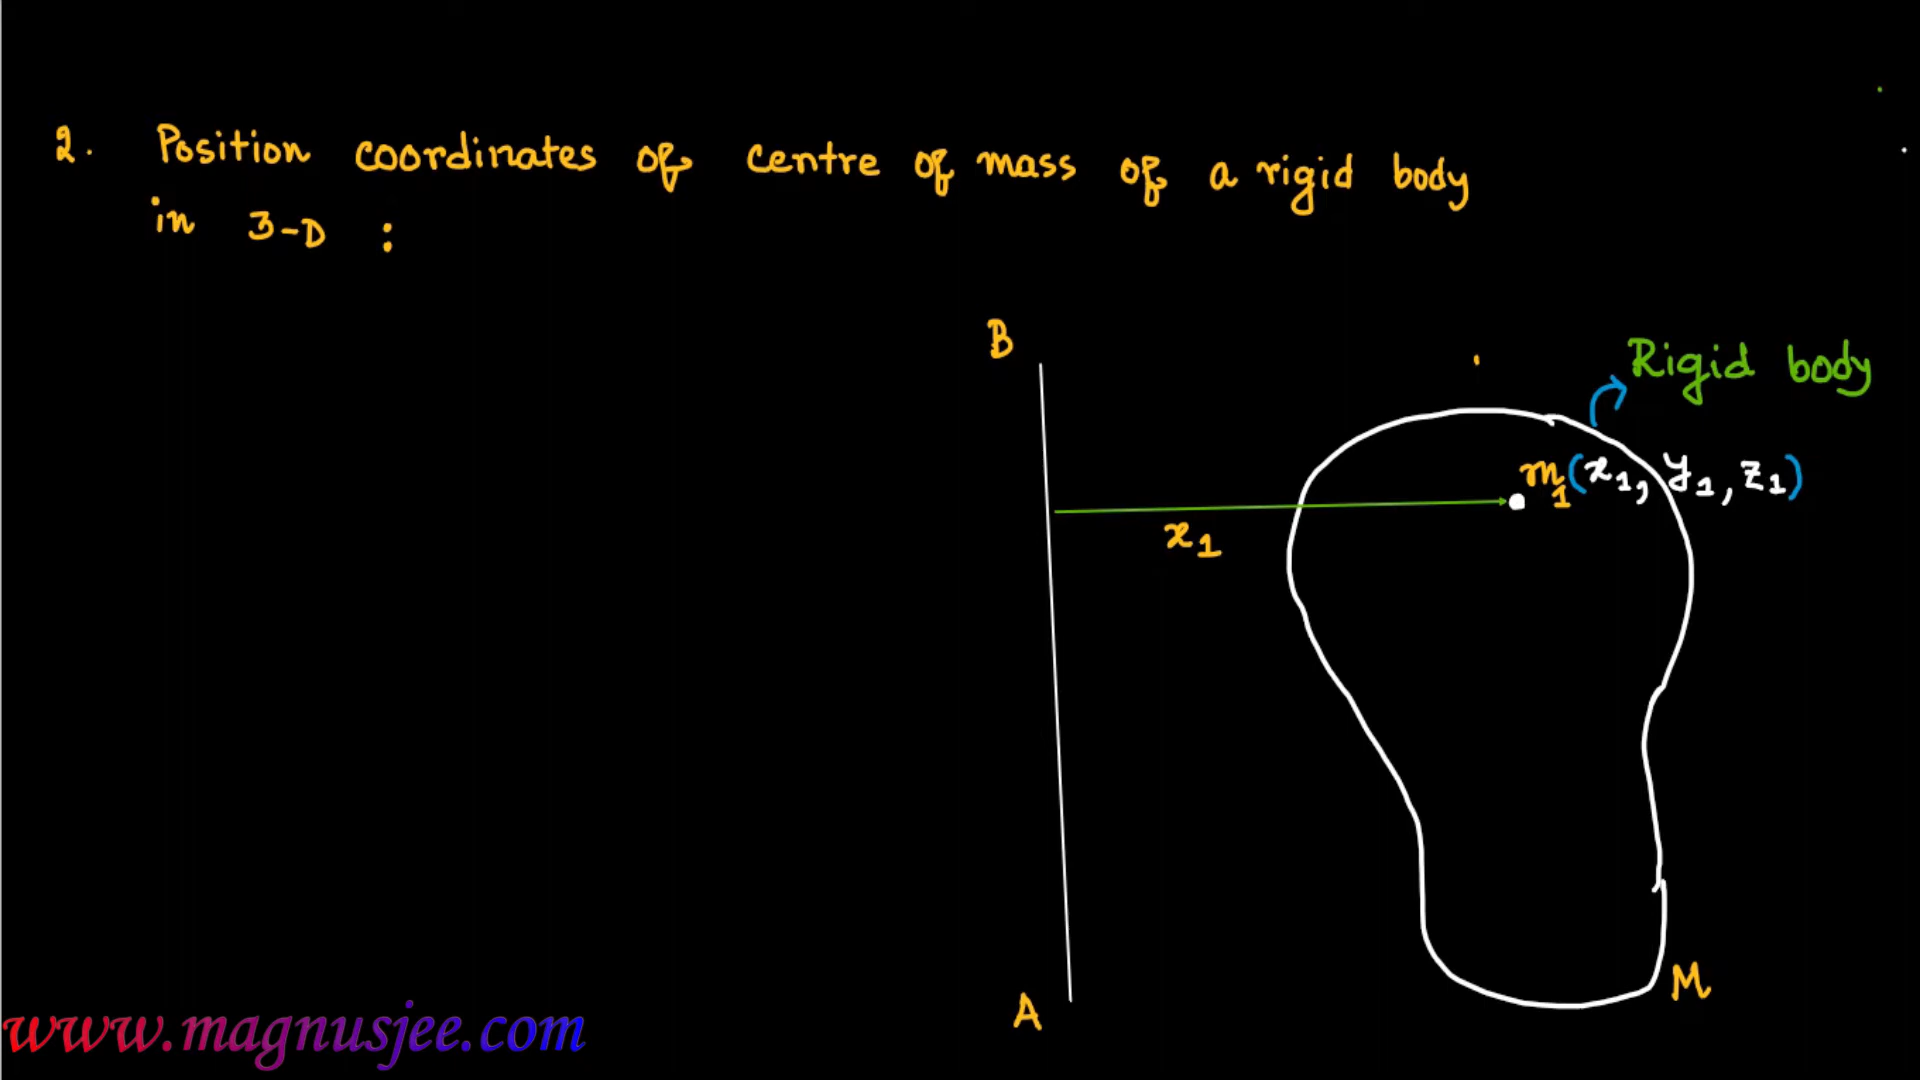 2. Position coordinates of centre of mass of a rigid body
in 3-D :
B
Rigid body
m₁(x₁, y₁, z₁)
x₁
M
A
www.magnusjee.com